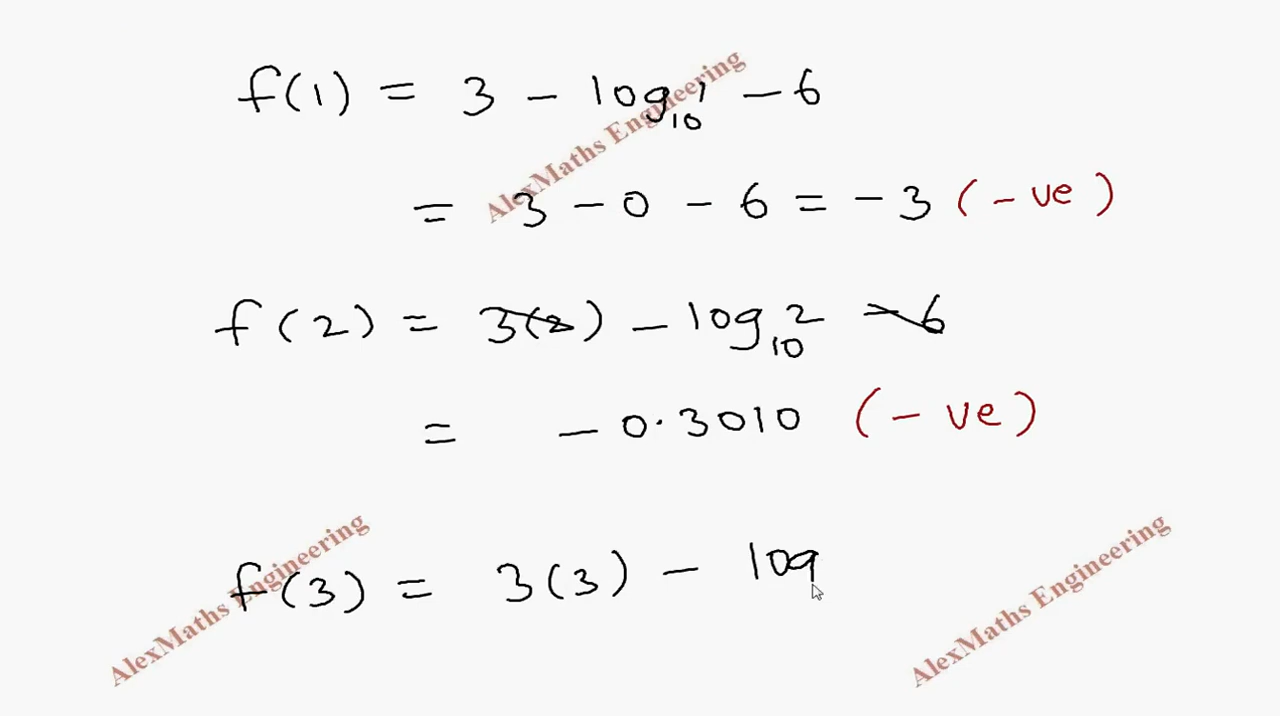 f(1) = 3 - log₁₀1 - 6
= 3 - 0 - 6 = -3 (-ve)
f(2) = 3(2) - log₁₀2 - 6
= - 0.3010 (-ve)
f(3) = 3(3) - log
AlexMaths Engineering
AlexMaths Engineering
AlexMaths Engineering